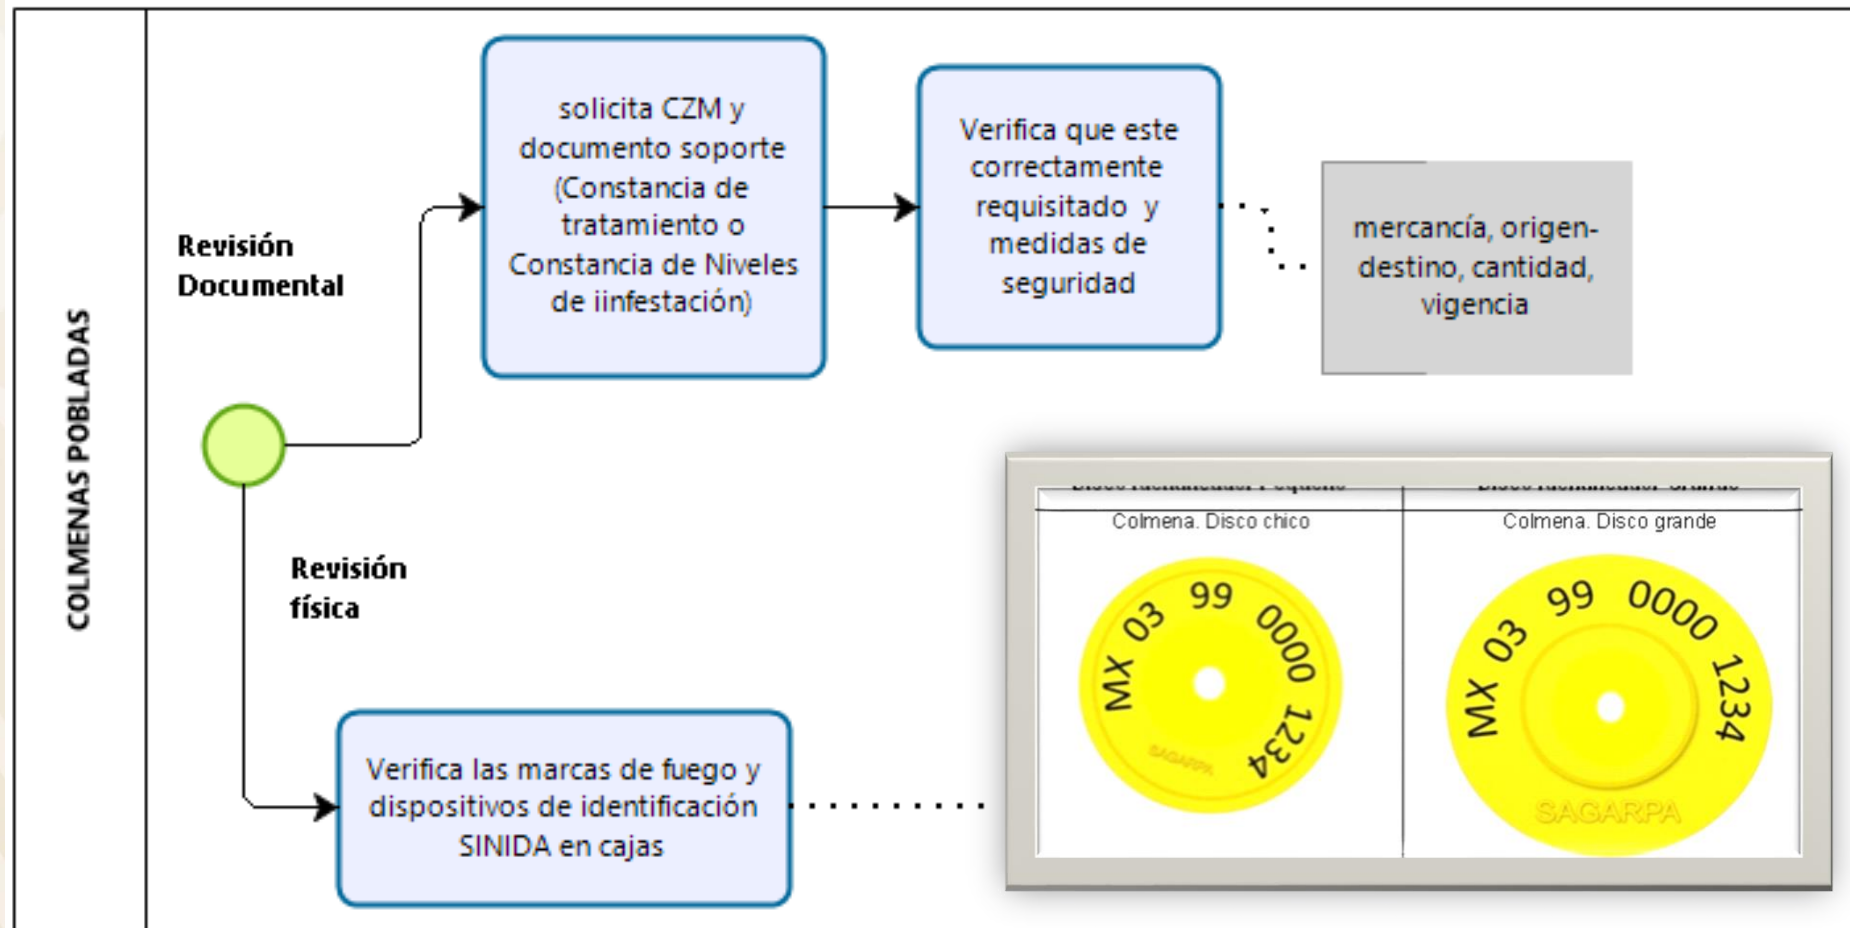 COLMENAS POBLADAS
Revisión
Documental
solicita CZM y
documento soporte
(Constancia de
tratamiento o
Constancia de Niveles
de iinfestación)
Verifica que este
correctamente
requisitado y
medidas de
seguridad
mercancía, origen-
destino, cantidad,
vigencia
Revisión
física
Verifica las marcas de fuego y
dispositivos de identificación
SINIDA en cajas
Colmena. Disco chico
MX 03 99 0000 1234
SAGARPA
Colmena. Disco grande
MX 03 99 0000 1234
SAGARPA